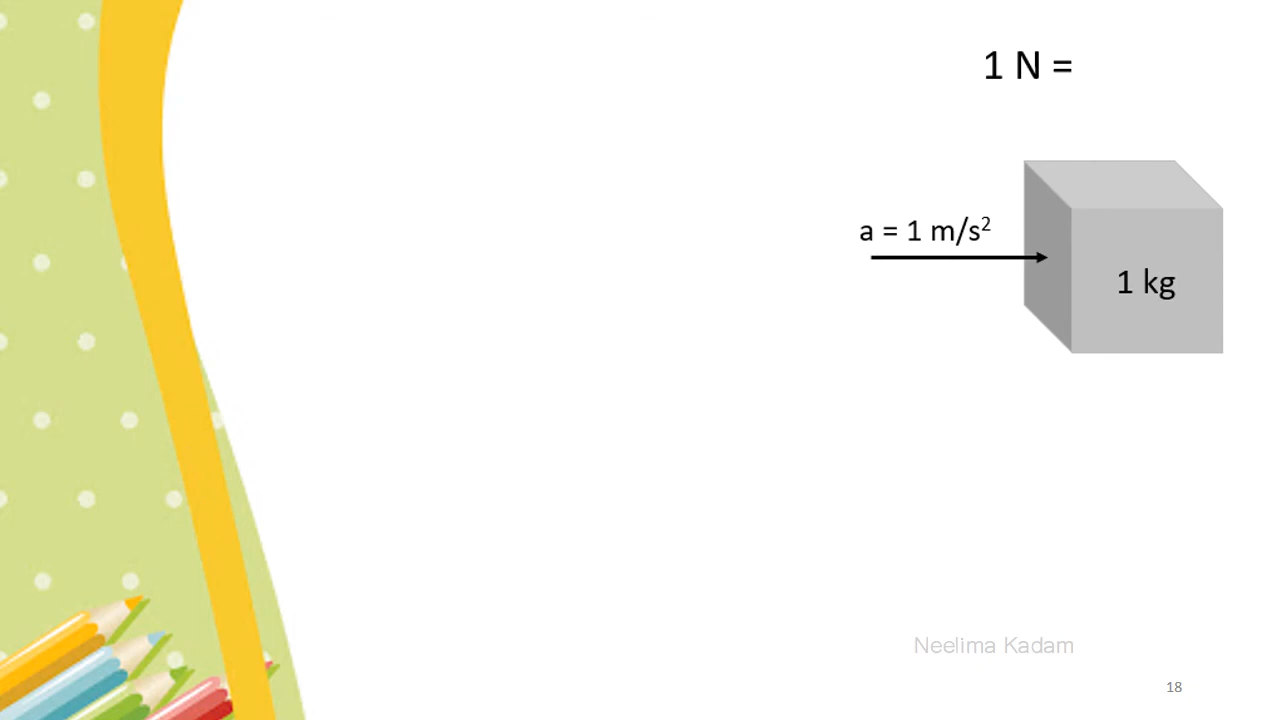 1 N =
a = 1 m/s²
1 kg
Neelima Kadam
18